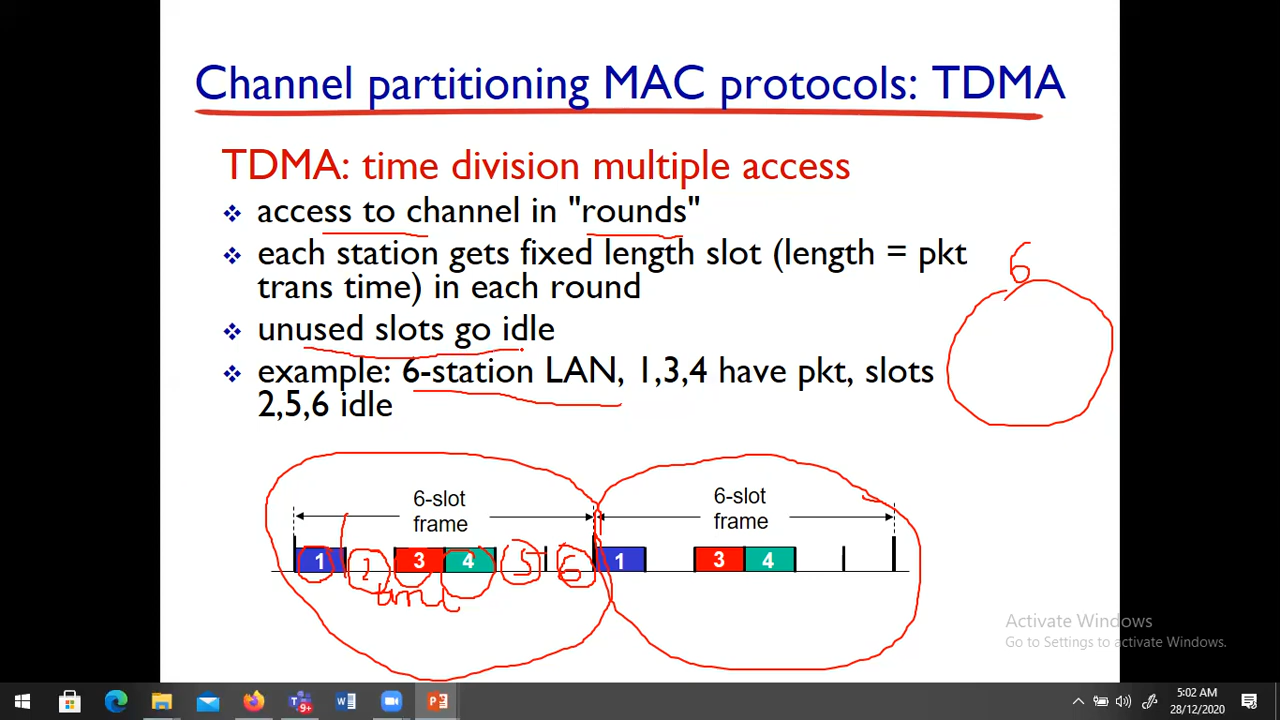 Channel partitioning MAC protocols: TDMA
TDMA: time division multiple access
❖ access to channel in "rounds"
❖ each station gets fixed length slot (length = pkt
trans time) in each round
❖ unused slots go idle
❖ example: 6-station LAN, 1,3,4 have pkt, slots
2,5,6 idle
6
6-slot
frame
6-slot
frame
1 2 3 4 5 6 1 3 4
time
Activate Windows
Go to Settings to activate Windows.
9+
5:02 AM
28/12/2020